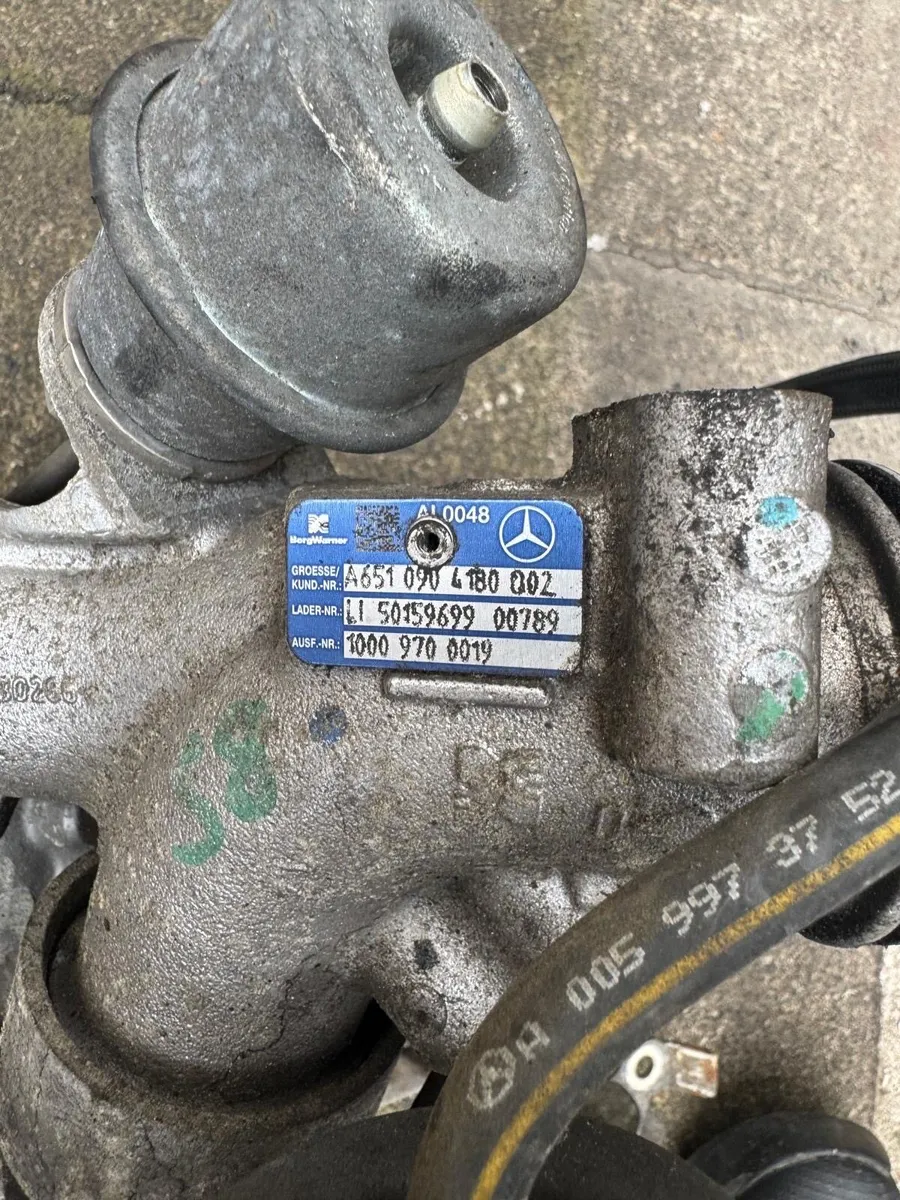 AL0048
BorgWarner
GROESSE/
KUND.-NR.: A651 090 4180 Q02
LADER-NR.: LI 50159699 00789
AUSF.-NR.: 1000 970 0019
58
A 005 997 37 52